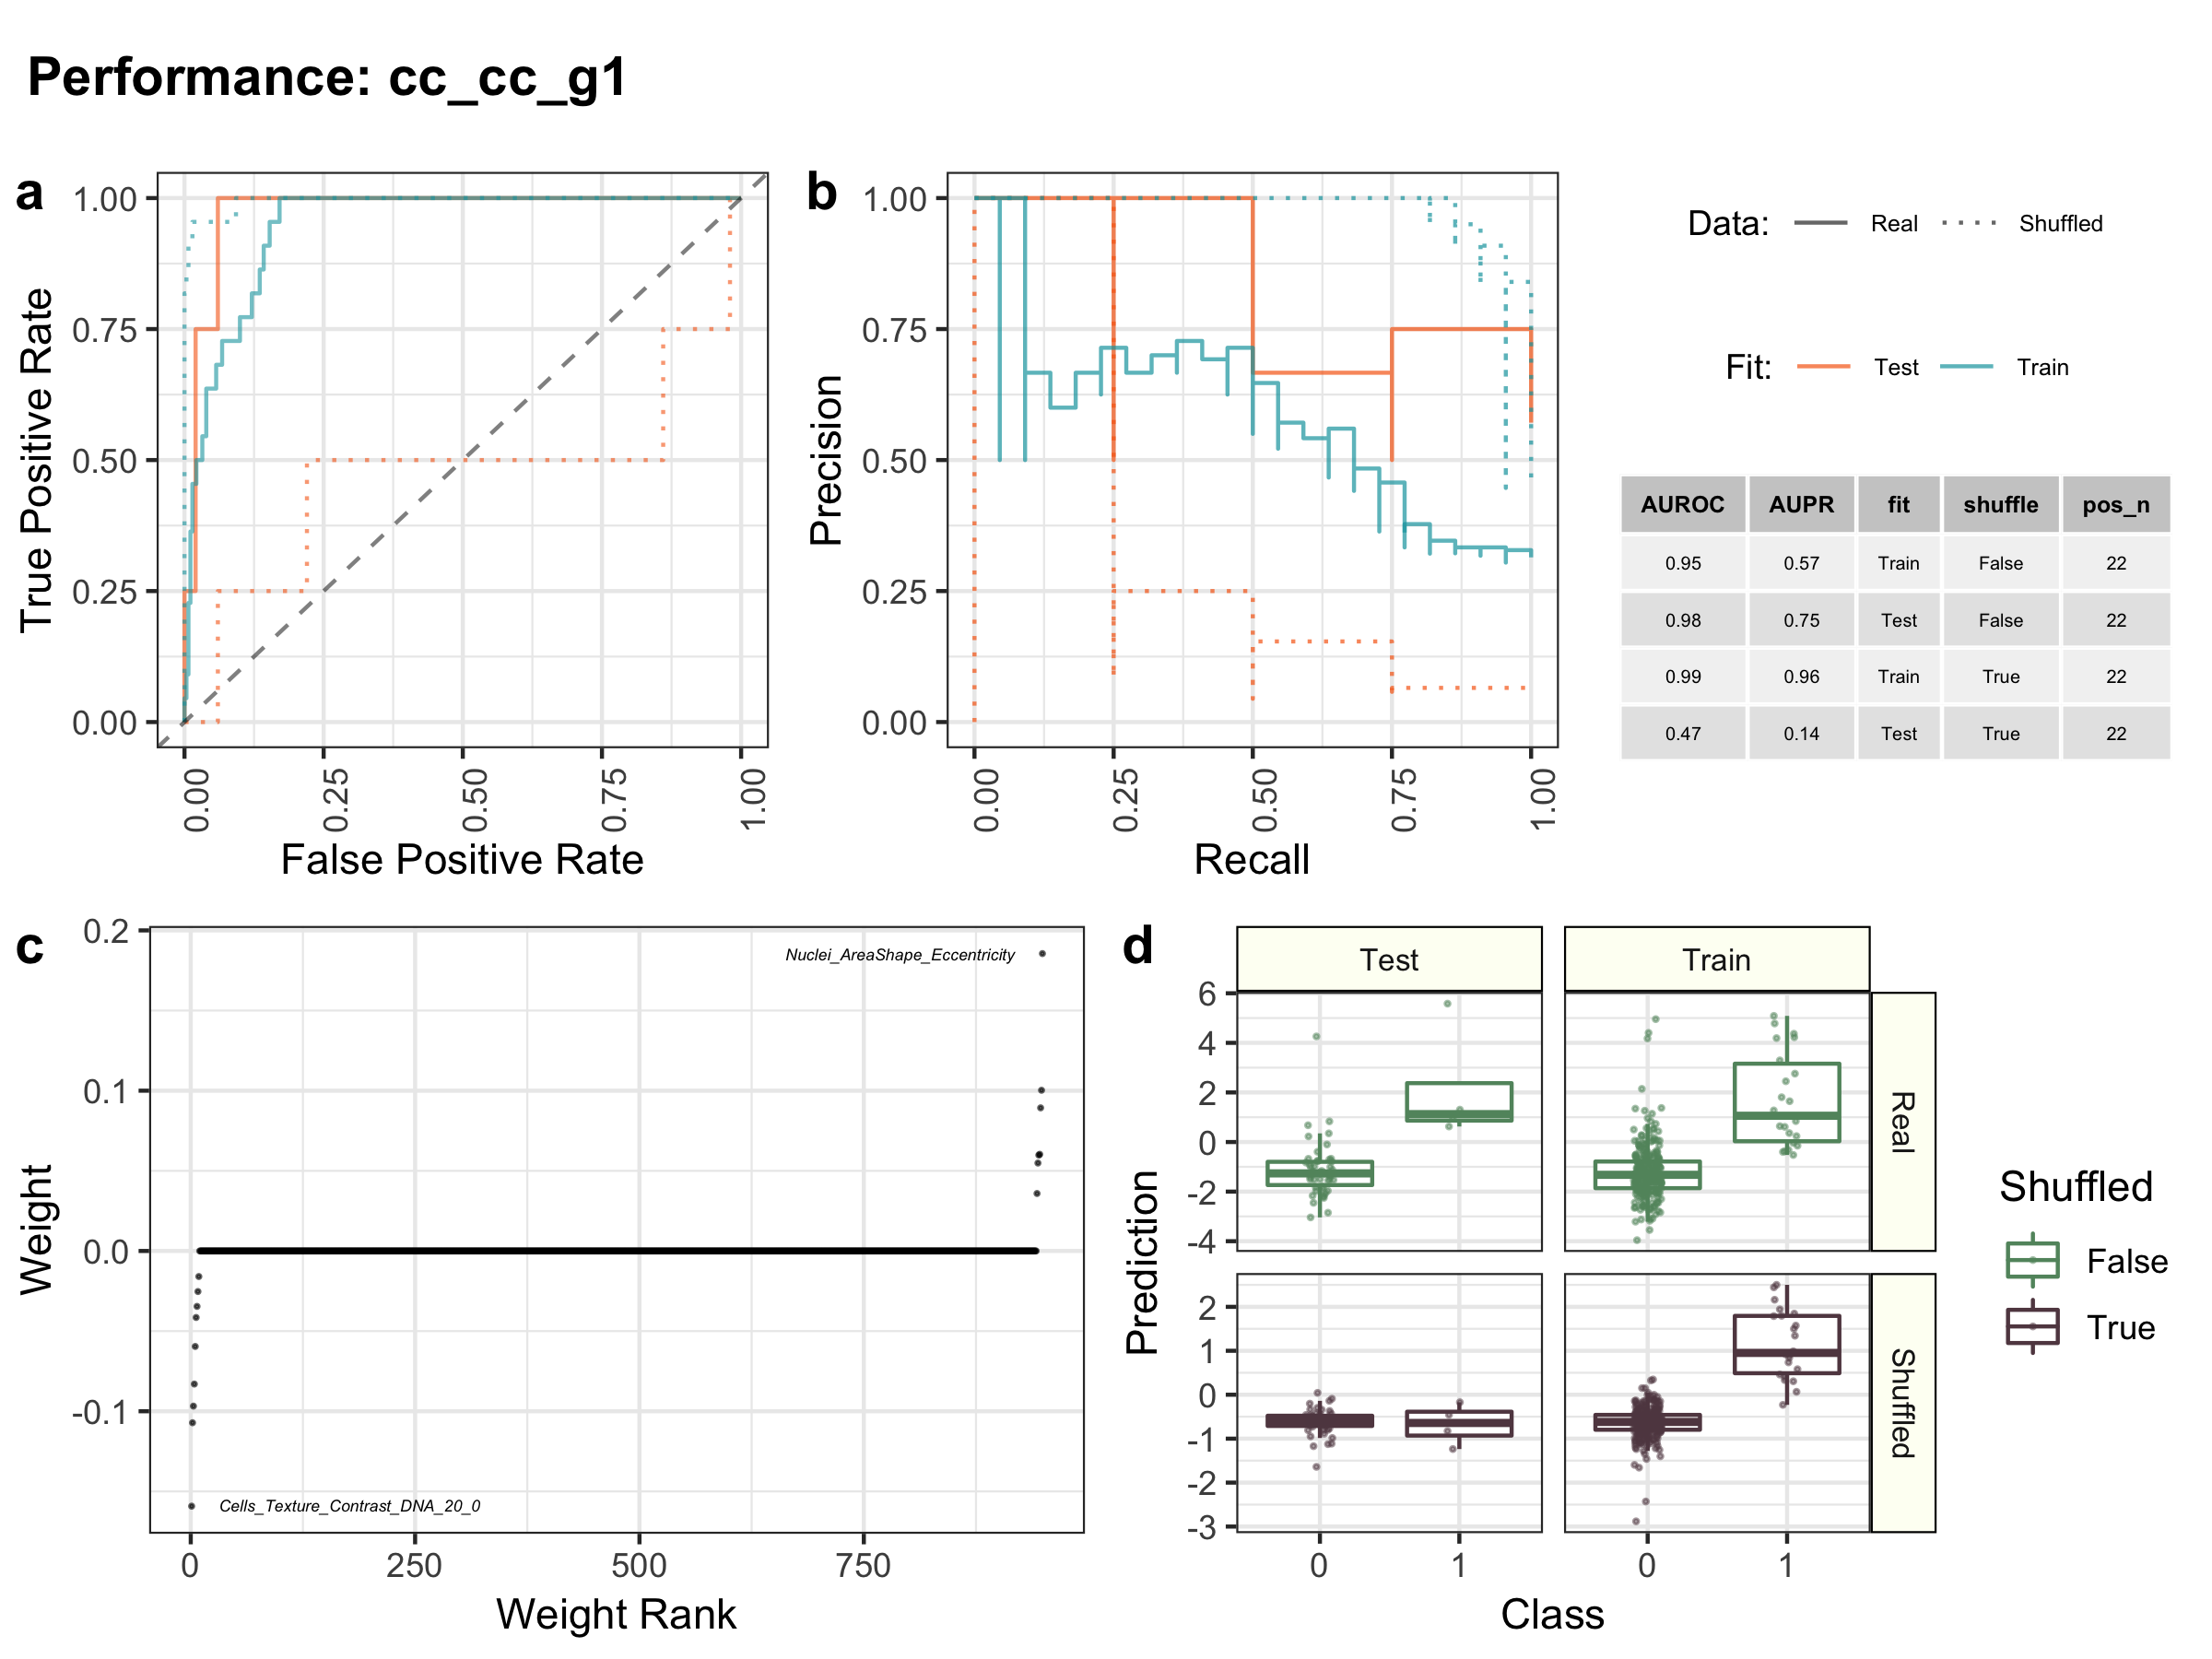 Performance: cc_cc_g1
a
1.00
0.75
0.50
0.25
0.00
True Positive Rate
0.00
0.25
0.50
0.75
1.00
False Positive Rate
b
1.00
0.75
0.50
0.25
0.00
Precision
0.00
0.25
0.50
0.75
1.00
Recall
Data: Real Shuffled
Fit: Test Train
AUROC AUPR fit shuffle pos_n
0.95 0.57 Train False 22
0.98 0.75 Test False 22
0.99 0.96 Train True 22
0.47 0.14 Test True 22
c
0.2
0.1
0.0
-0.1
Weight
Nuclei_AreaShape_Eccentricity
Cells_Texture_Contrast_DNA_20_0
0 250 500 750
Weight Rank
d
Test Train
6
4
2
0
-2
-4
Real
2
1
0
-1
-2
-3
Shuffled
Prediction
0 1 0 1
Class
Shuffled
False
True